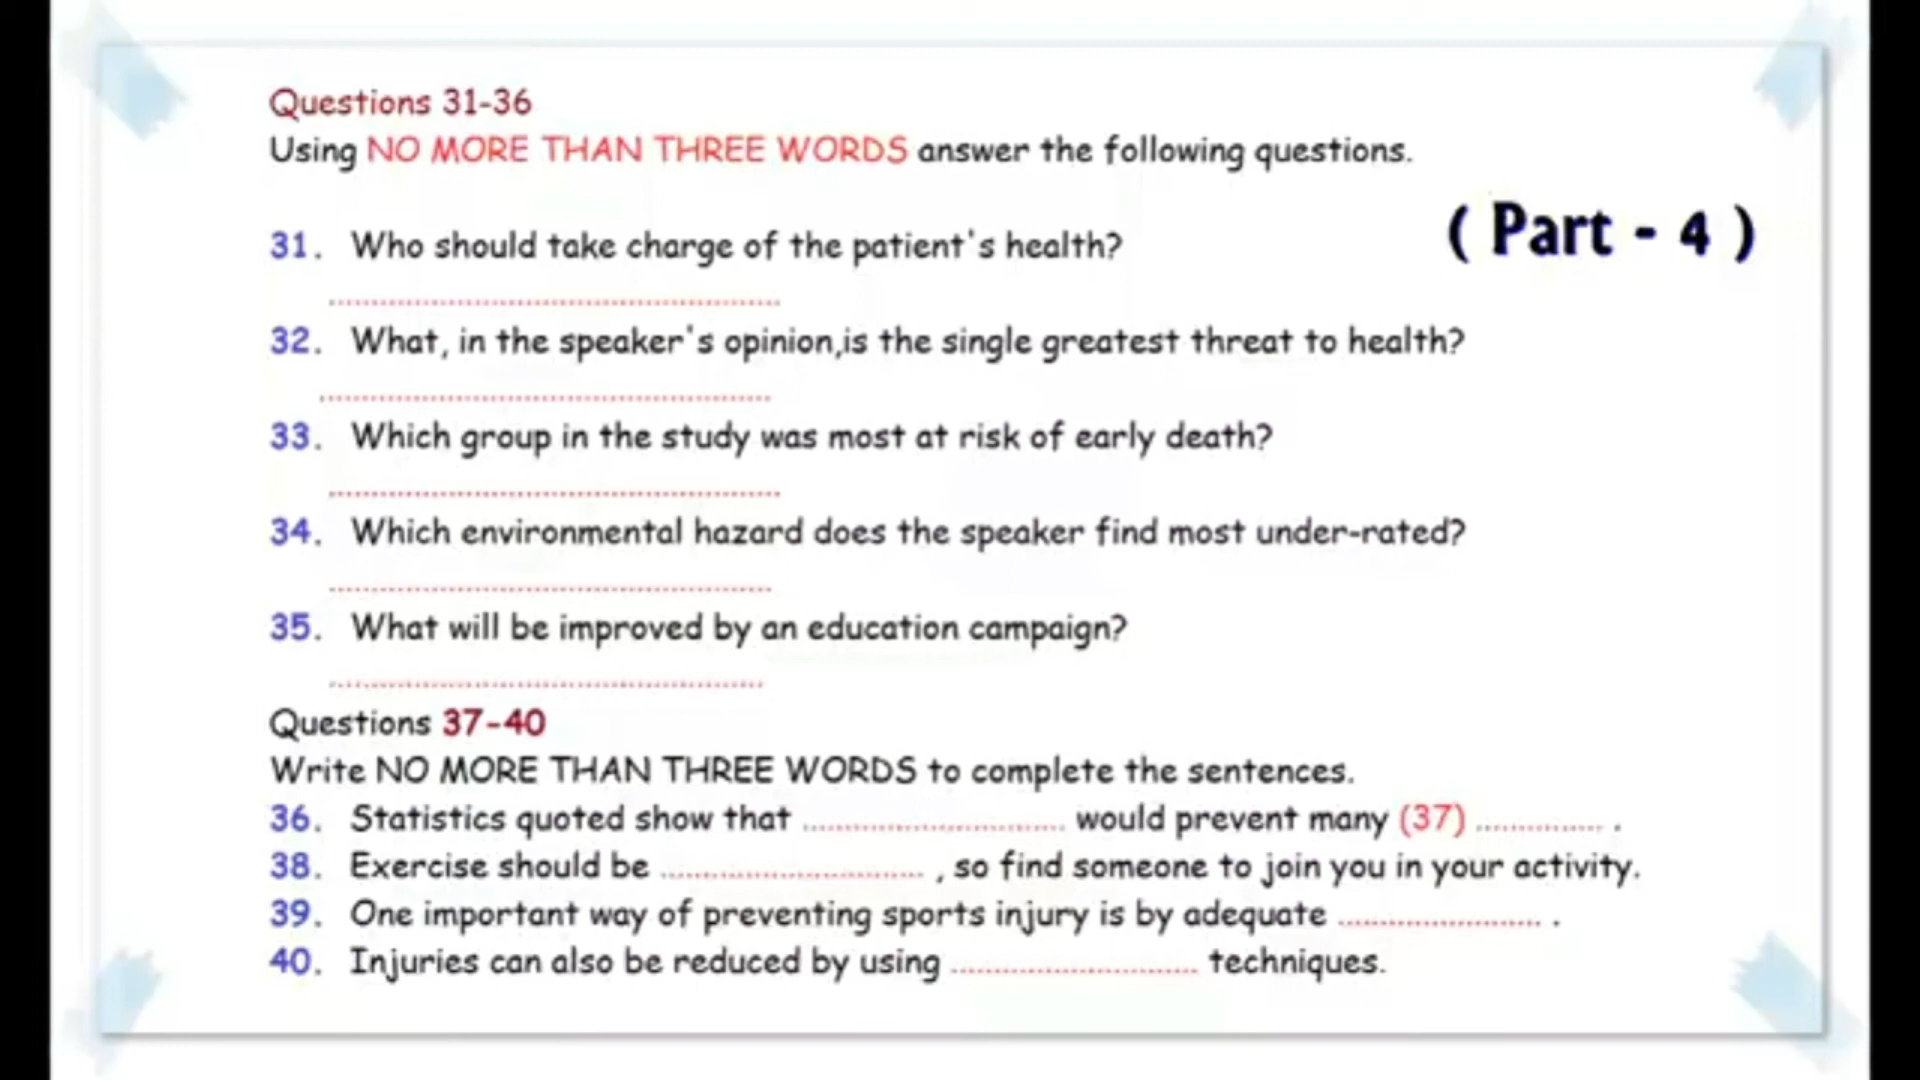 Questions 31-36
Using NO MORE THAN THREE WORDS answer the following questions.
( Part - 4 )
31. Who should take charge of the patient's health?
................................................
32. What, in the speaker's opinion,is the single greatest threat to health?
................................................
33. Which group in the study was most at risk of early death?
................................................
34. Which environmental hazard does the speaker find most under-rated?
................................................
35. What will be improved by an education campaign?
................................................
Questions 37-40
Write NO MORE THAN THREE WORDS to complete the sentences.
36. Statistics quoted show that ............................ would prevent many (37) .............. .
38. Exercise should be ............................ , so find someone to join you in your activity.
39. One important way of preventing sports injury is by adequate ...................... .
40. Injuries can also be reduced by using .......................... techniques.